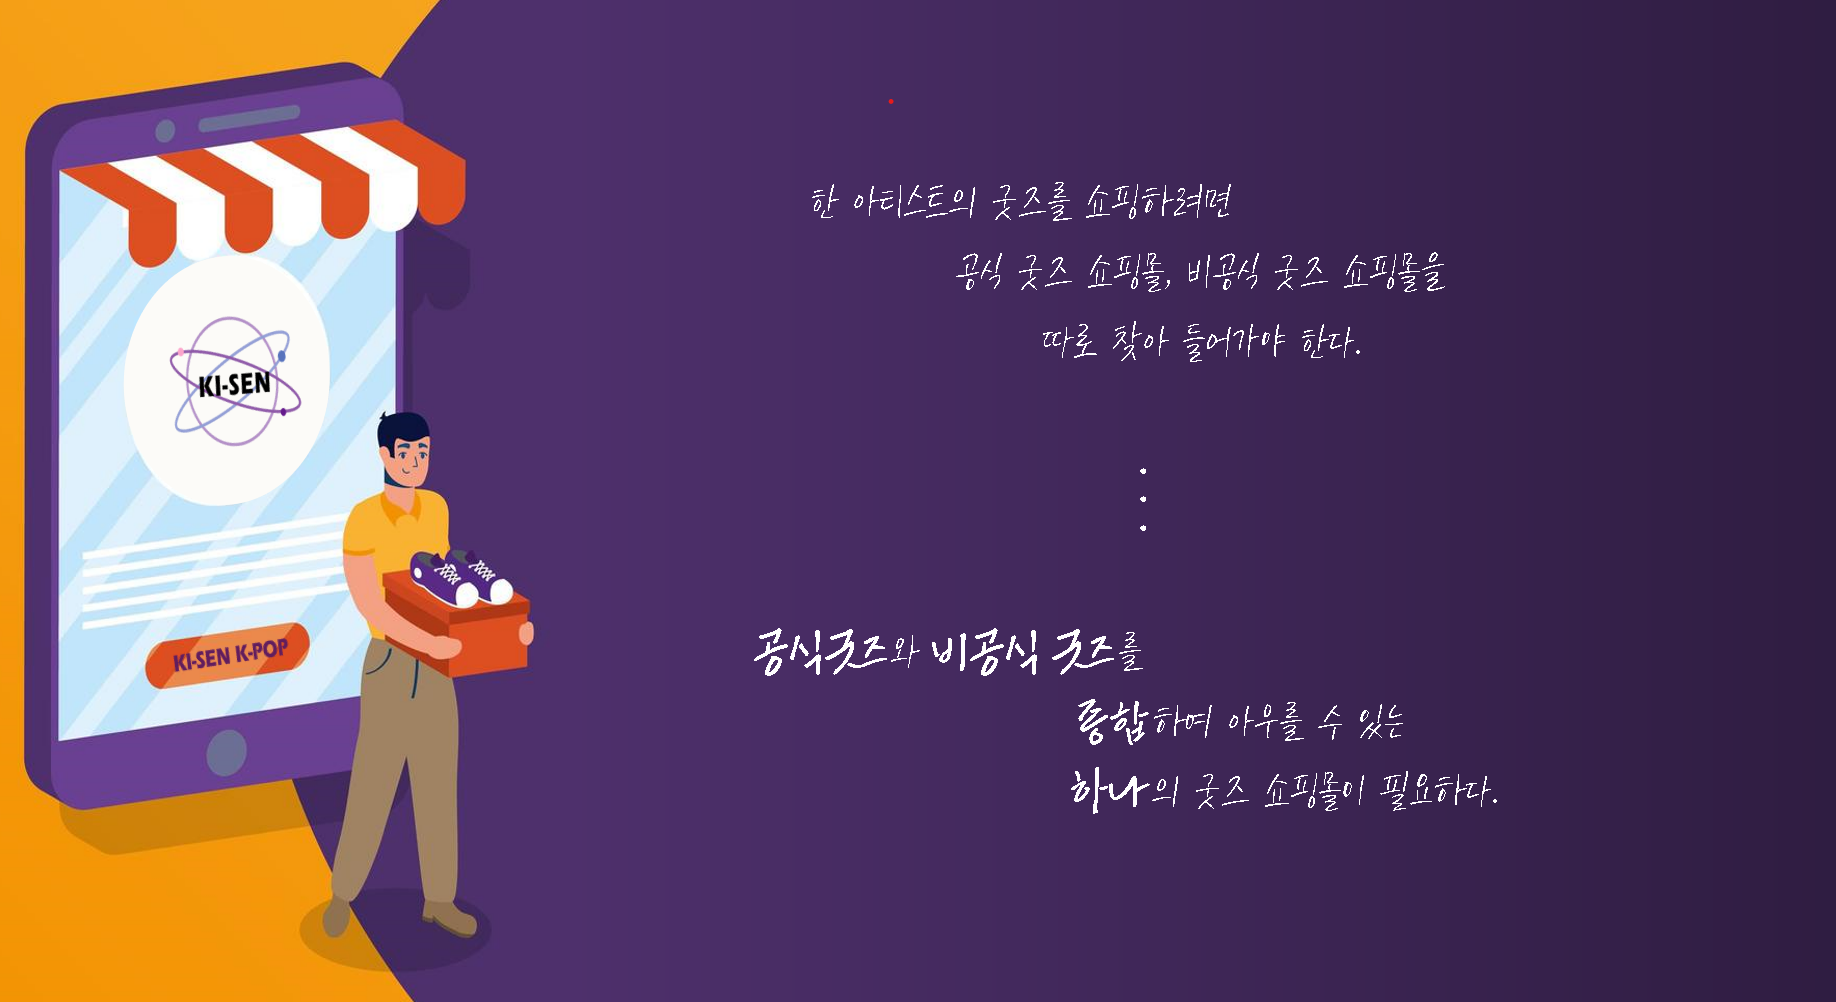 KI-SEN
KI-SEN K-POP
한 아티스트의 굿즈를 쇼핑하려면
공식 굿즈 쇼핑몰, 비공식 굿즈 쇼핑몰을
따로 찾아 들어가야 한다.
공식굿즈와 비공식 굿즈를
종합하여 아우를 수 있는
하나의 굿즈 쇼핑몰이 필요하다.